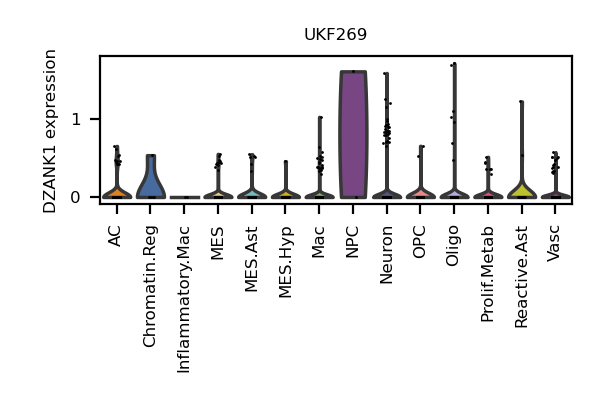 UKF269
DZANK1 expression
1
0
AC
Chromatin.Reg
Inflammatory.Mac
MES
MES.Ast
MES.Hyp
Mac
NPC
Neuron
OPC
Oligo
Prolif.Metab
Reactive.Ast
Vasc